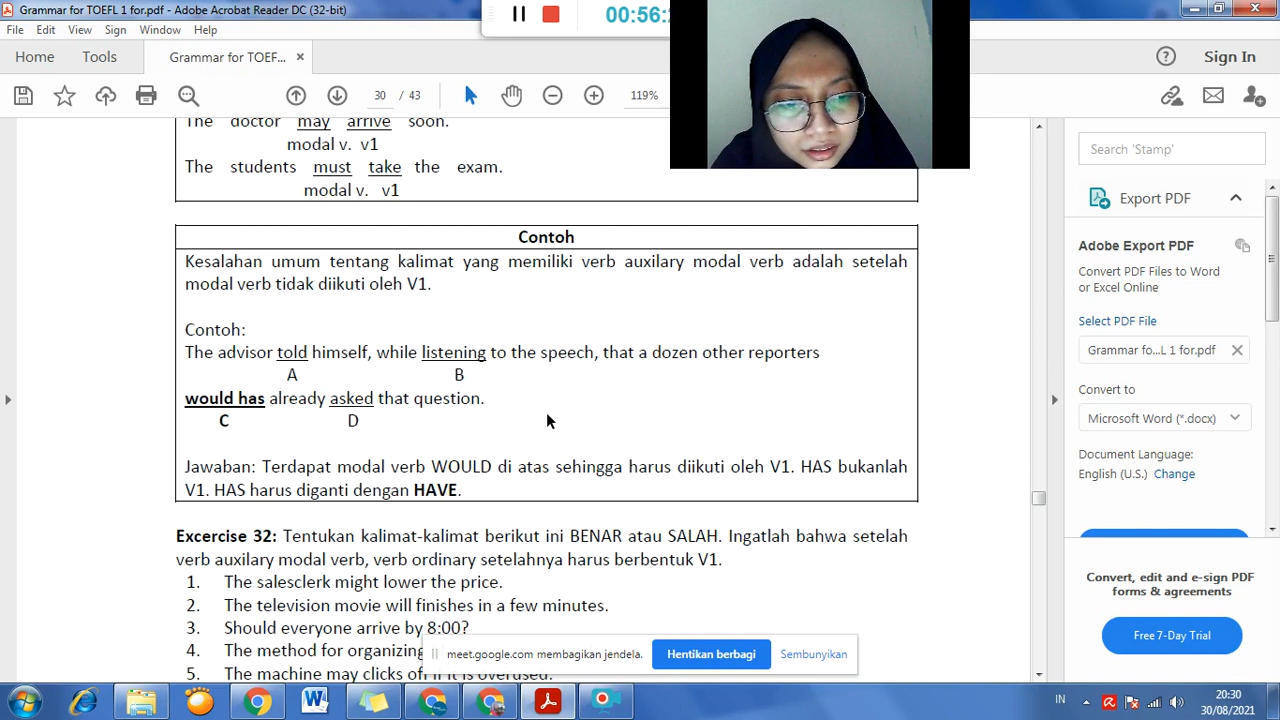 Grammar for TOEFL 1 for.pdf - Adobe Acrobat Reader DC (32-bit)
00:56:
File Edit View Sign Window Help
Home Tools Grammar for TOEF... ×
Sign In
30 / 43
119%
The doctor may arrive soon.
modal v. v1
The students must take the exam.
modal v. v1
Contoh
Kesalahan umum tentang kalimat yang memiliki verb auxilary modal verb adalah setelah
modal verb tidak diikuti oleh V1.
Contoh:
The advisor told himself, while listening to the speech, that a dozen other reporters
A B
would has already asked that question.
C D
Jawaban: Terdapat modal verb WOULD di atas sehingga harus diikuti oleh V1. HAS bukanlah
V1. HAS harus diganti dengan HAVE.
Excercise 32: Tentukan kalimat-kalimat berikut ini BENAR atau SALAH. Ingatlah bahwa setelah
verb auxilary modal verb, verb ordinary setelahnya harus berbentuk V1.
1. The salesclerk might lower the price.
2. The television movie will finishes in a few minutes.
3. Should everyone arrive by 8:00?
4. The method for organizing
5. The machine may clicks off if it is overused.
meet.google.com membagikan jendela. Hentikan berbagi Sembunyikan
Search 'Stamp'
Export PDF
Adobe Export PDF
Convert PDF Files to Word
or Excel Online
Select PDF File
Grammar fo...L 1 for.pdf
Convert to
Microsoft Word (*.docx)
Document Language:
English (U.S.) Change
Convert, edit and e-sign PDF
forms & agreements
Free 7-Day Trial
IN
20:30
30/08/2021